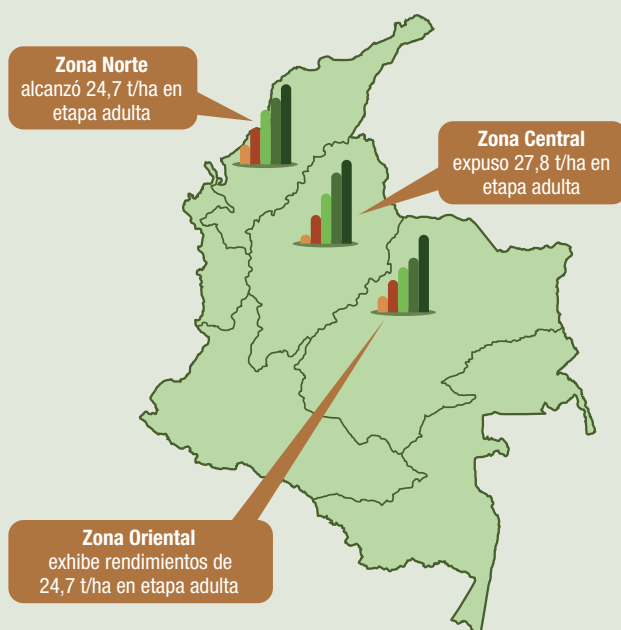 Zona Norte
alcanzó 24,7 t/ha en
etapa adulta
Zona Central
expuso 27,8 t/ha en
etapa adulta
Zona Oriental
exhibe rendimientos de
24,7 t/ha en etapa adulta